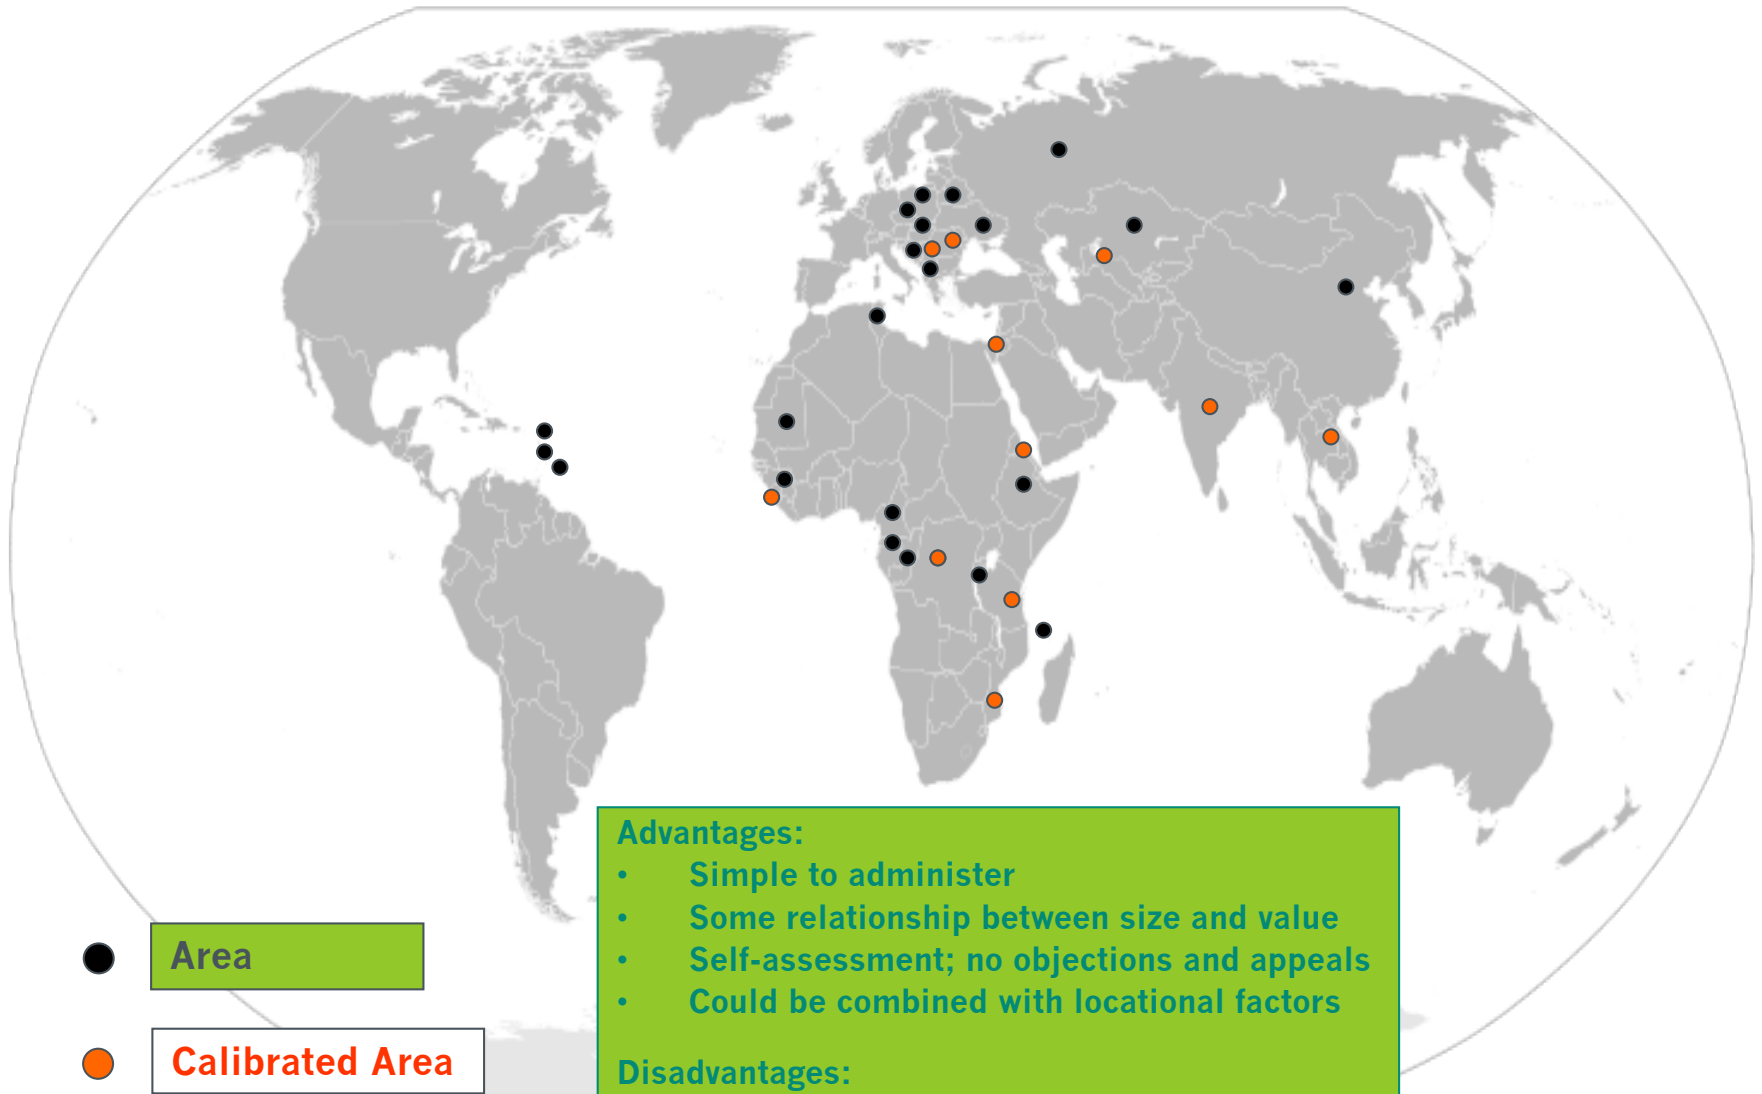 Area
Calibrated Area
Advantages:
• Simple to administer
• Some relationship between size and value
• Self-assessment; no objections and appeals
• Could be combined with locational factors
Disadvantages: